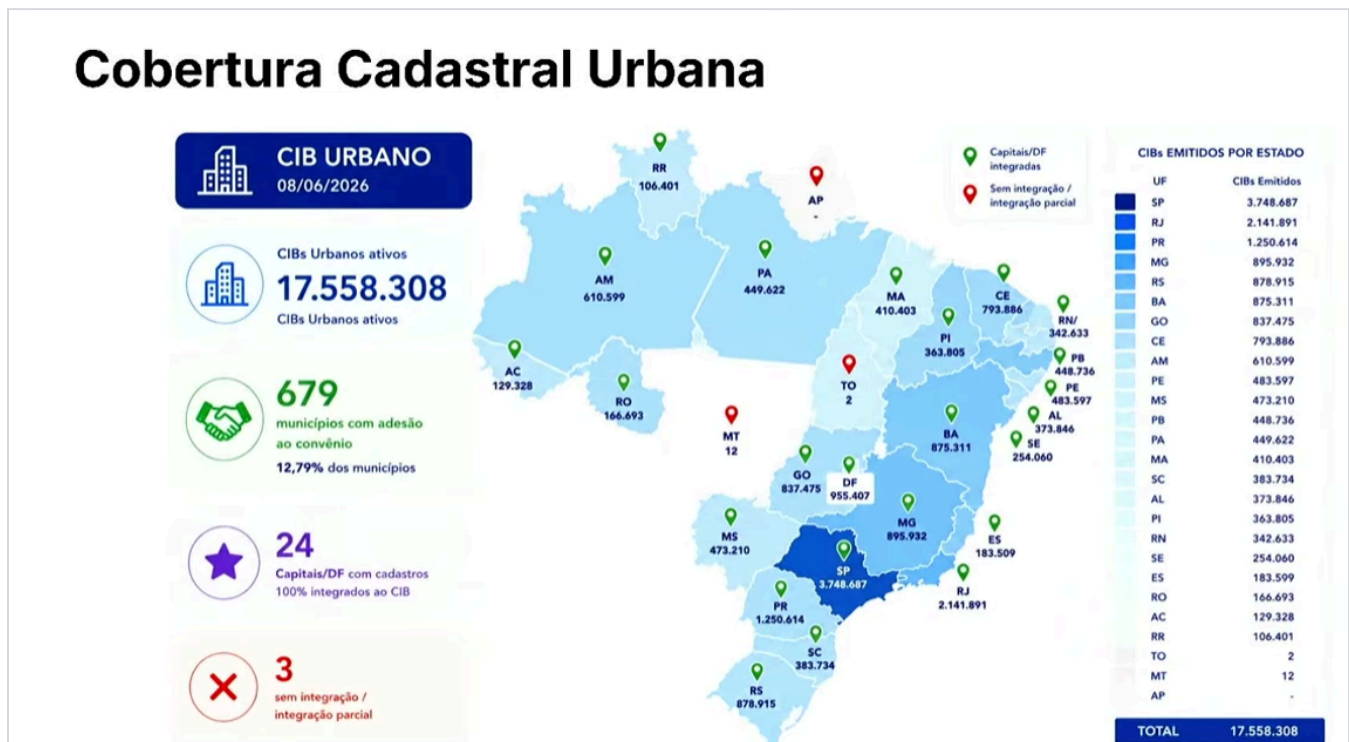 Cobertura Cadastral Urbana
CIB URBANO
08/06/2026
CIBs Urbanos ativos
17.558.308
CIBs Urbanos ativos
679
municípios com adesão
ao convênio
12,79% dos municípios
24
Capitais/DF com cadastros
100% integrados ao CIB
3
sem integração /
integração parcial
RR
106.401
AP
-
AM
610.599
PA
449.622
MA
410.403
CE
793.886
RN/
342.633
PI
363.805
PB
448.736
PE
483.597
AL
373.846
SE
254.060
AC
129.328
RO
166.693
TO
2
MT
12
BA
875.311
GO
837.475
DF
955.407
MG
895.932
ES
183.509
MS
473.210
SP
3.748.687
RJ
2.141.891
PR
1.250.614
SC
383.734
RS
878.915
Capitais/DF
integradas
Sem integração /
integração parcial
CIBs EMITIDOS POR ESTADO
UF CIBs Emitidos
SP 3.748.687
RJ 2.141.891
PR 1.250.614
MG 895.932
RS 878.915
BA 875.311
GO 837.475
CE 793.886
AM 610.599
PE 483.597
MS 473.210
PB 448.736
PA 449.622
MA 410.403
SC 383.734
AL 373.846
PI 363.805
RN 342.633
SE 254.060
ES 183.599
RO 166.693
AC 129.328
RR 106.401
TO 2
MT 12
AP -
TOTAL 17.558.308